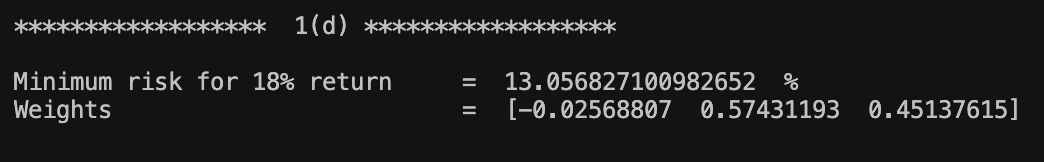 ******************  1(d) ******************
Minimum risk for 18% return     =  13.056827100982652  %
Weights                         =  [-0.02568807  0.57431193  0.45137615]